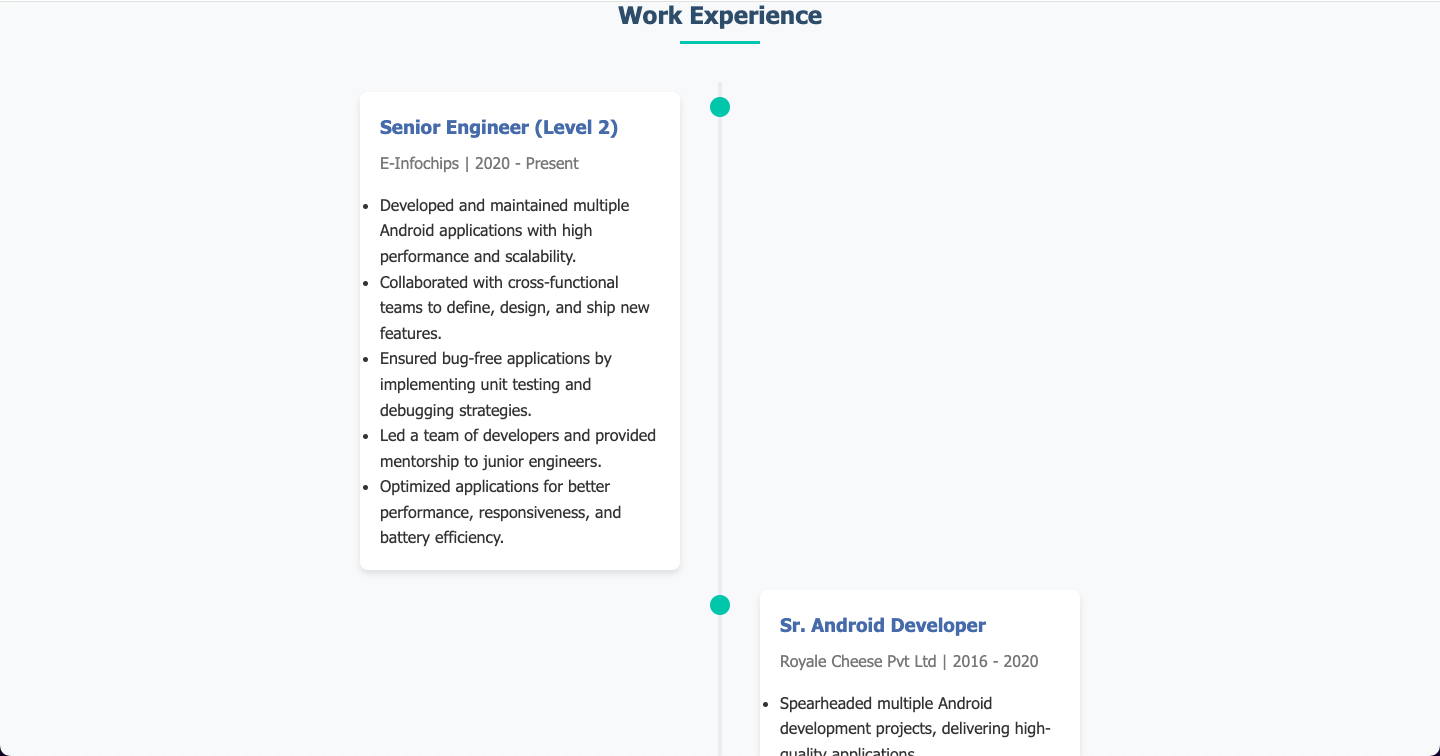 Work Experience
Senior Engineer (Level 2)
E-Infochips | 2020 - Present
• Developed and maintained multiple
Android applications with high
performance and scalability.
• Collaborated with cross-functional
teams to define, design, and ship new
features.
• Ensured bug-free applications by
implementing unit testing and
debugging strategies.
• Led a team of developers and provided
mentorship to junior engineers.
• Optimized applications for better
performance, responsiveness, and
battery efficiency.
Sr. Android Developer
Royale Cheese Pvt Ltd | 2016 - 2020
• Spearheaded multiple Android
development projects, delivering high-
quality applications.